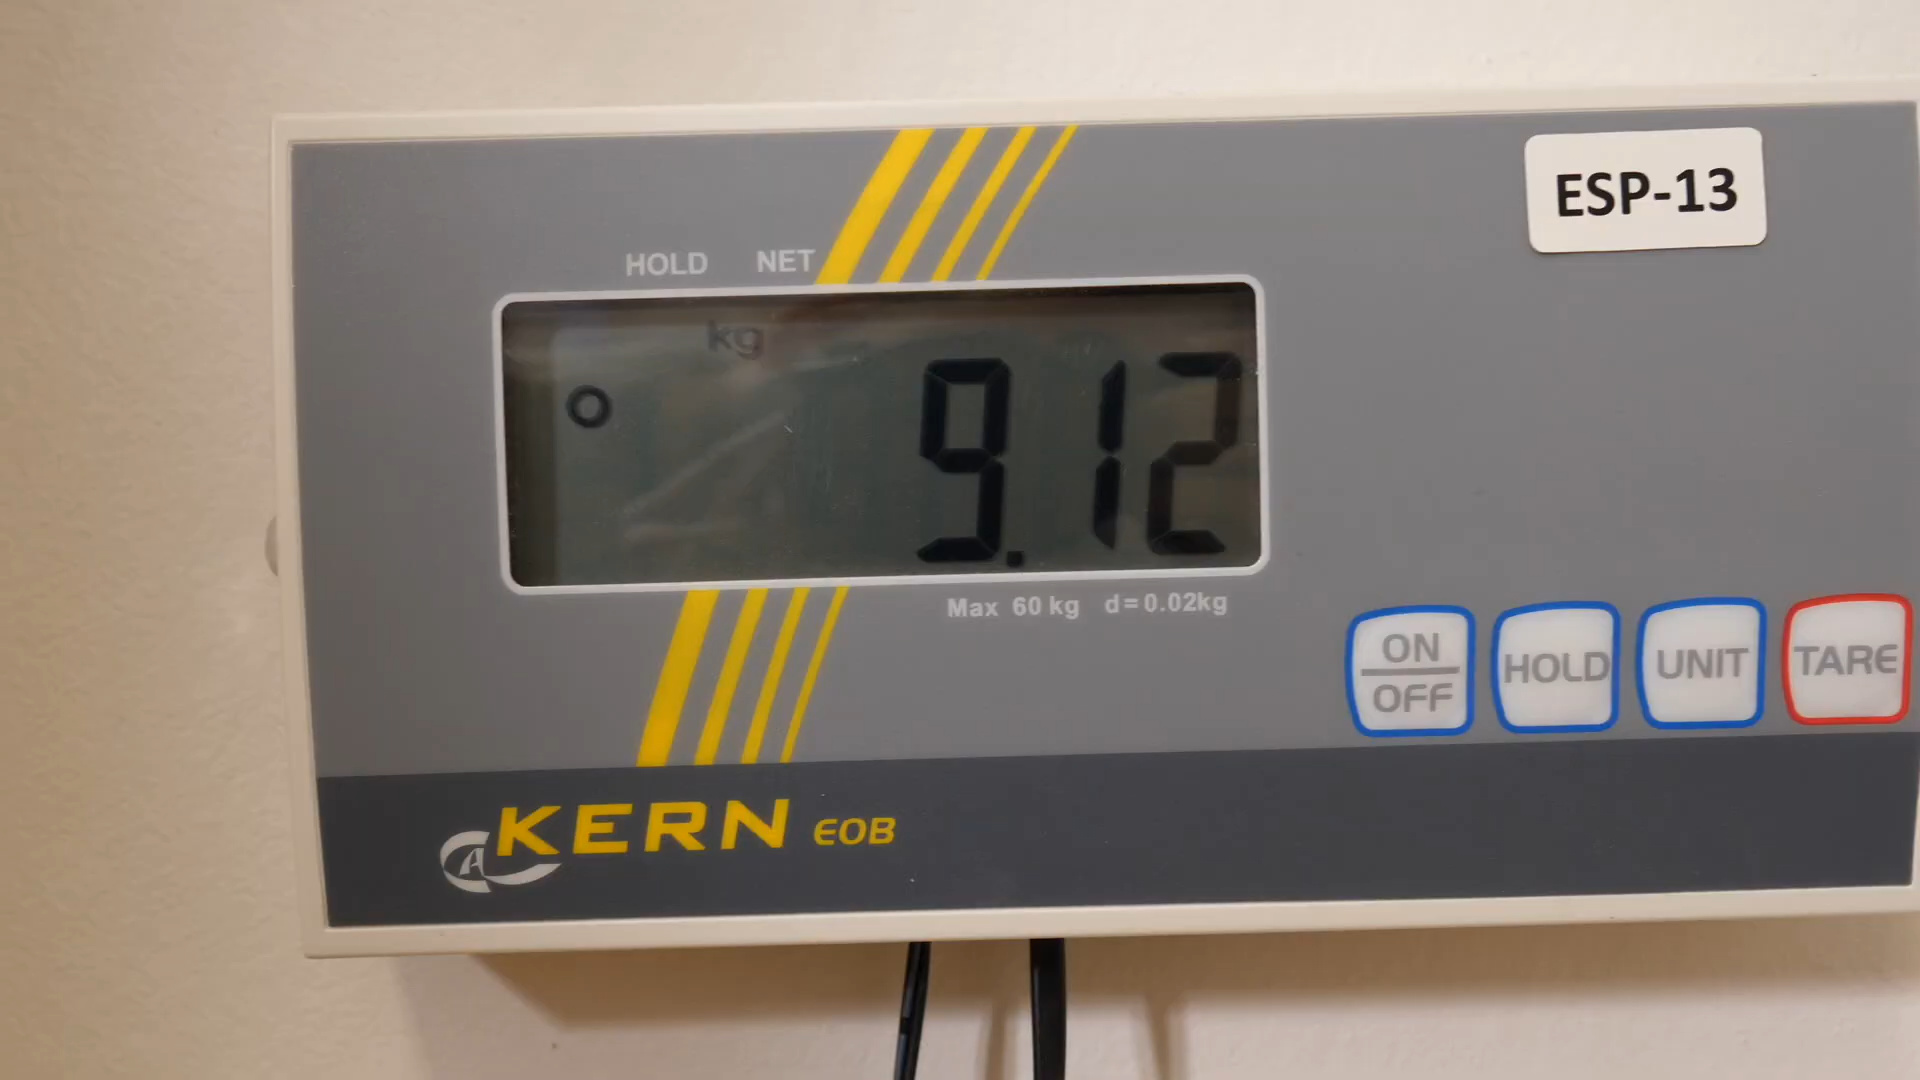 ESP-13
HOLD NET
kg
9.12
Max 60 kg d=0.02kg
ON
OFF
HOLD
UNIT
TARE
KERN EOB